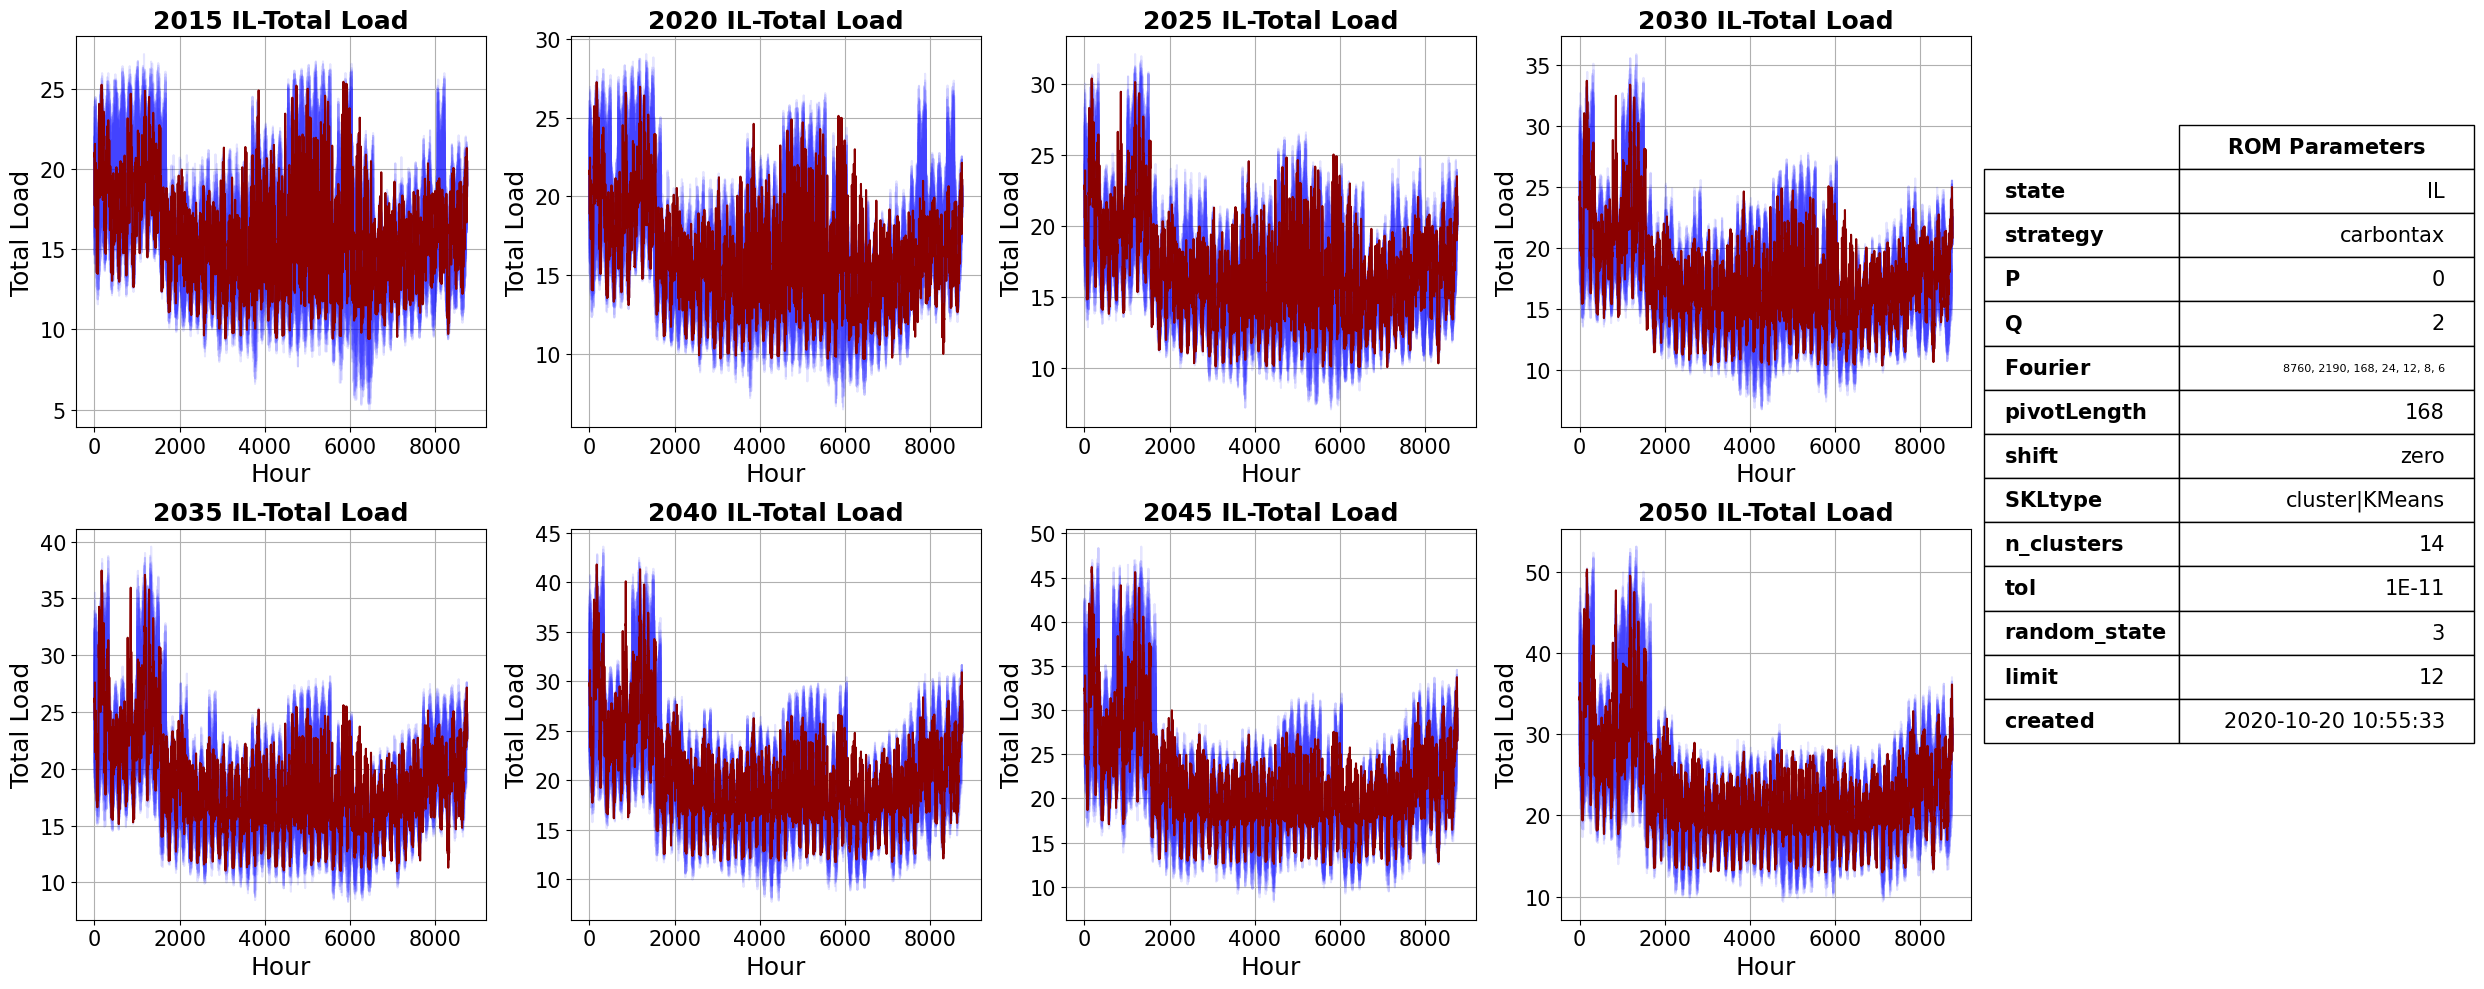 2015 IL-Total Load
25
20
15
10
5
Total Load
0 2000 4000 6000 8000
Hour
2020 IL-Total Load
30
25
20
15
10
Total Load
0 2000 4000 6000 8000
Hour
2025 IL-Total Load
30
25
20
15
10
Total Load
0 2000 4000 6000 8000
Hour
2030 IL-Total Load
35
30
25
20
15
10
Total Load
0 2000 4000 6000 8000
Hour
2035 IL-Total Load
40
35
30
25
20
15
10
Total Load
0 2000 4000 6000 8000
Hour
2040 IL-Total Load
45
40
35
30
25
20
15
10
Total Load
0 2000 4000 6000 8000
Hour
2045 IL-Total Load
50
45
40
35
30
25
20
15
10
Total Load
0 2000 4000 6000 8000
Hour
2050 IL-Total Load
50
40
30
20
10
Total Load
0 2000 4000 6000 8000
Hour
ROM Parameters
state IL
strategy carbontax
P 0
Q 2
Fourier 8760, 2190, 168, 24, 12, 8, 6
pivotLength 168
shift zero
SKLtype cluster|KMeans
n_clusters 14
tol 1E-11
random_state 3
limit 12
created 2020-10-20 10:55:33